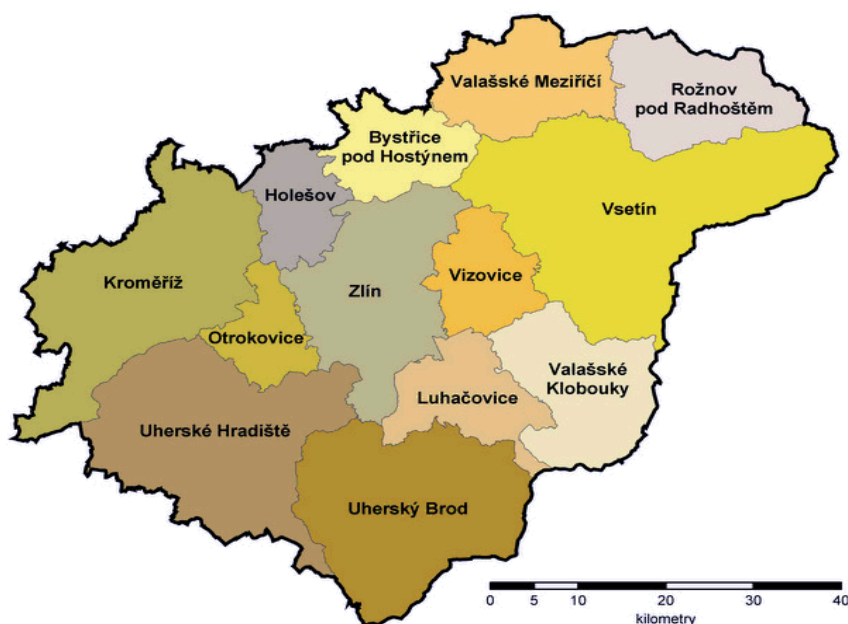 Valašské Meziříčí
Rožnov
pod Radhoštěm
Bystřice
pod Hostýnem
Holešov
Vsetín
Kroměříž
Zlín
Vizovice
Otrokovice
Valašské
Klobouky
Luhačovice
Uherské Hradiště
Uherský Brod
0 5 10 20 30 40
kilometry